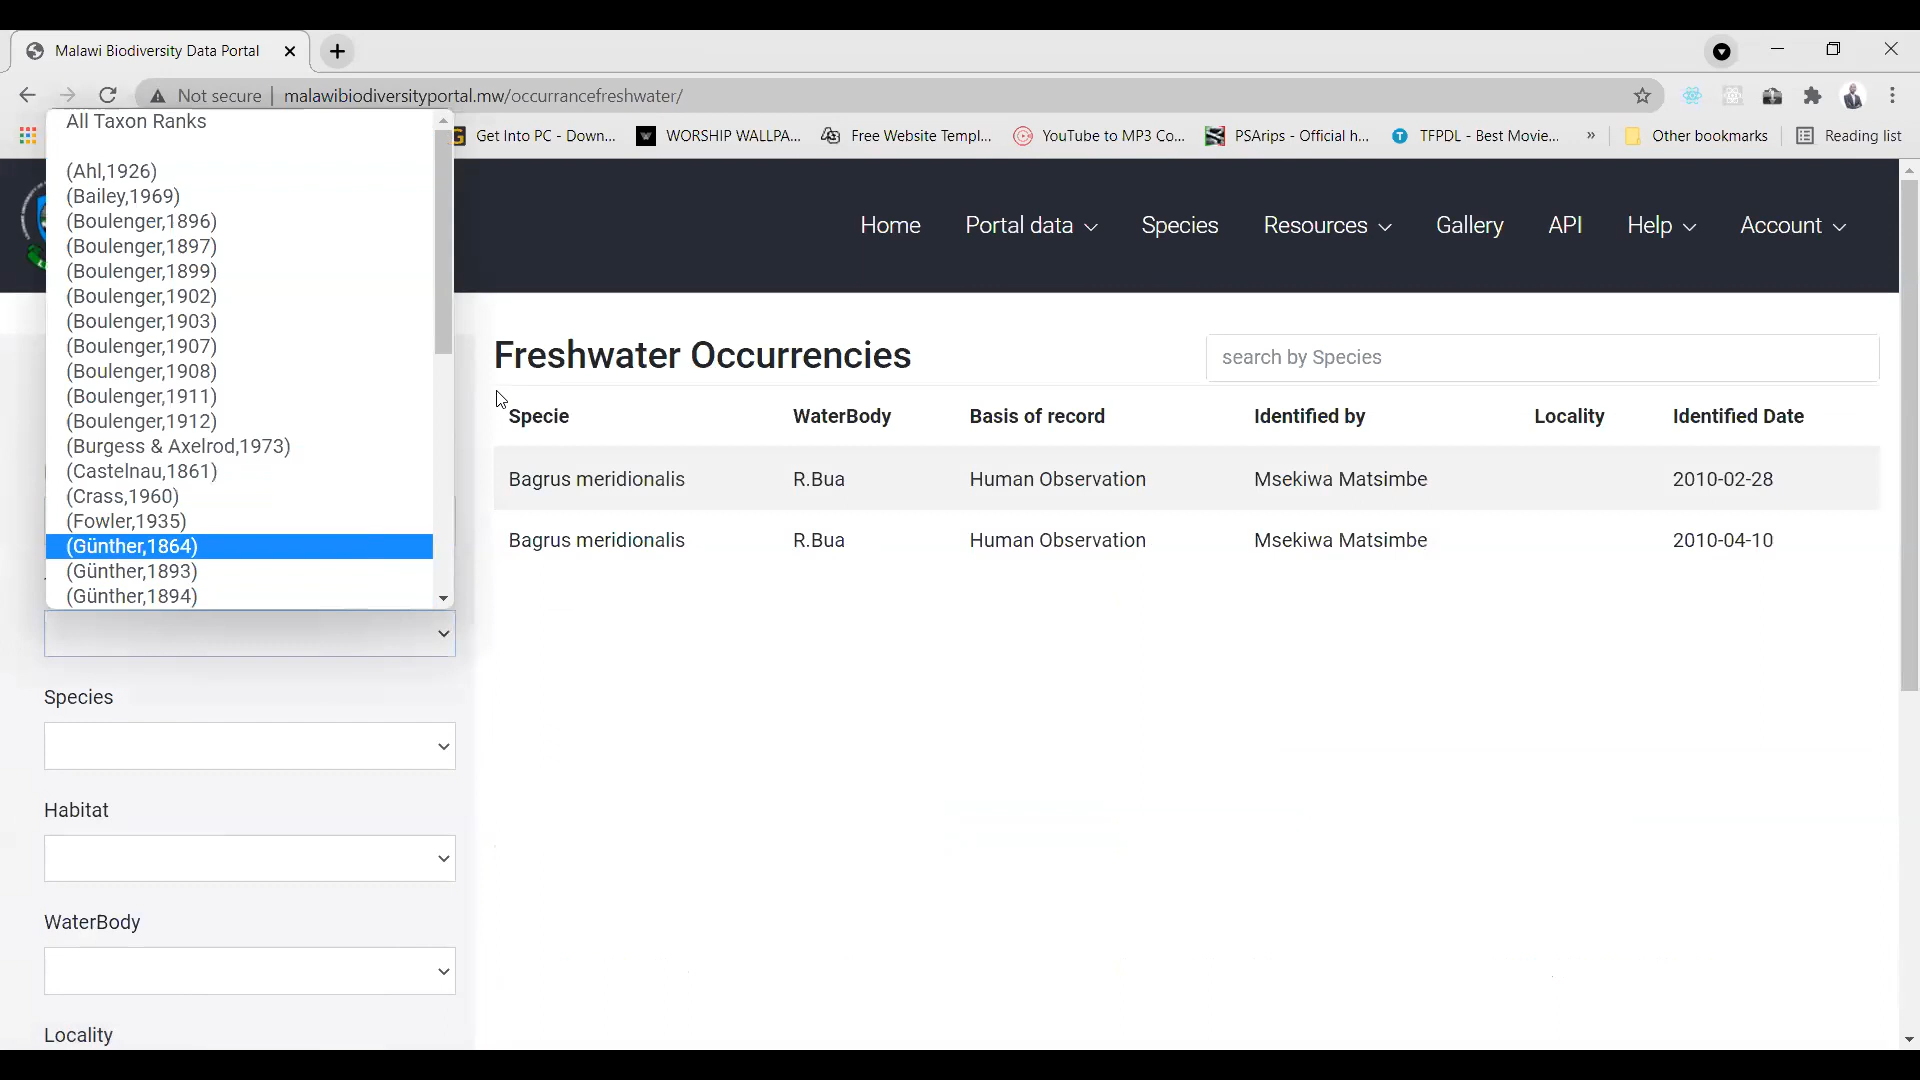 Malawi Biodiversity Data Portal
Not secure | malawibiodiversityportal.mw/occurrancefreshwater/
Get Into PC - Down...
WORSHIP WALLPA...
Free Website Templ...
YouTube to MP3 Co...
PSArips - Official h...
TFPDL - Best Movie...
»
Other bookmarks
Reading list
Home
Portal data
Species
Resources
Gallery
API
Help
Account
All Taxon Ranks
(Ahl,1926)
(Bailey,1969)
(Boulenger,1896)
(Boulenger,1897)
(Boulenger,1899)
(Boulenger,1902)
(Boulenger,1903)
(Boulenger,1907)
(Boulenger,1908)
(Boulenger,1911)
(Boulenger,1912)
(Burgess & Axelrod,1973)
(Castelnau,1861)
(Crass,1960)
(Fowler,1935)
(Günther,1864)
(Günther,1893)
(Günther,1894)
Species
Habitat
WaterBody
Locality
Freshwater Occurrencies
search by Species
Specie WaterBody Basis of record Identified by Locality Identified Date
Bagrus meridionalis R.Bua Human Observation Msekiwa Matsimbe 2010-02-28
Bagrus meridionalis R.Bua Human Observation Msekiwa Matsimbe 2010-04-10